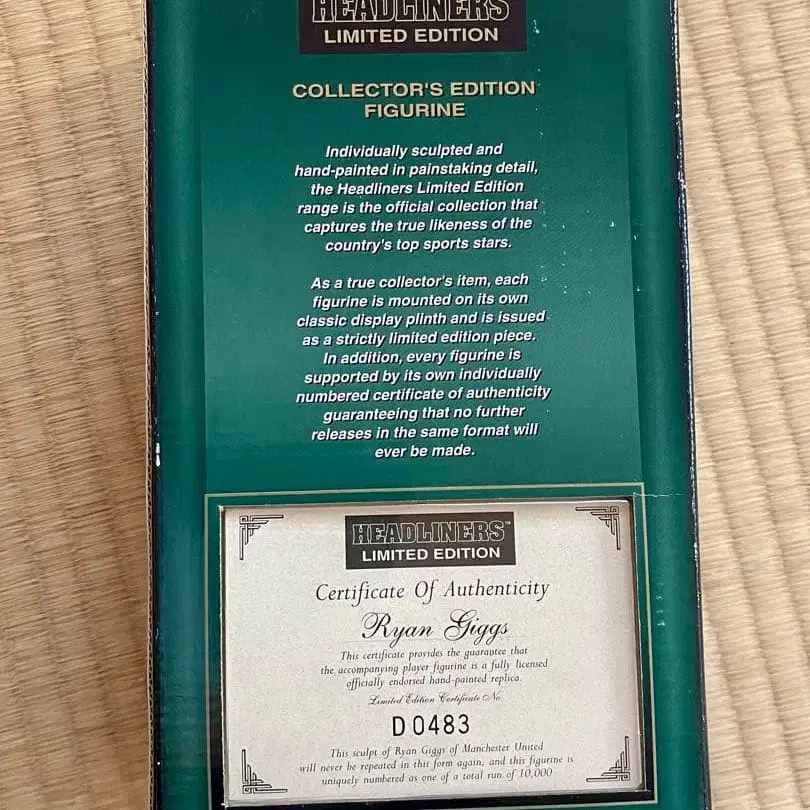 HEADLINERS
LIMITED EDITION
COLLECTOR'S EDITION
FIGURINE
Individually sculpted and
hand-painted in painstaking detail,
the Headliners Limited Edition
range is the official collection that
captures the true likeness of the
country's top sports stars.
As a true collector's item, each
figurine is mounted on its own
classic display plinth and is issued
as a strictly limited edition piece.
In addition, every figurine is
supported by its own individually
numbered certificate of authenticity
guaranteeing that no further
releases in the same format will
ever be made.
HEADLINERS™
LIMITED EDITION
Certificate Of Authenticity
Ryan Giggs
This certificate provides the guarantee that
the accompanying player figurine is a fully licensed
officially endorsed hand-painted replica.
Limited Edition Certificate No.
D0483
This sculpt of Ryan Giggs of Manchester United
will never be repeated in this form again, and this figurine is
uniquely numbered as one of a total run of 10,000